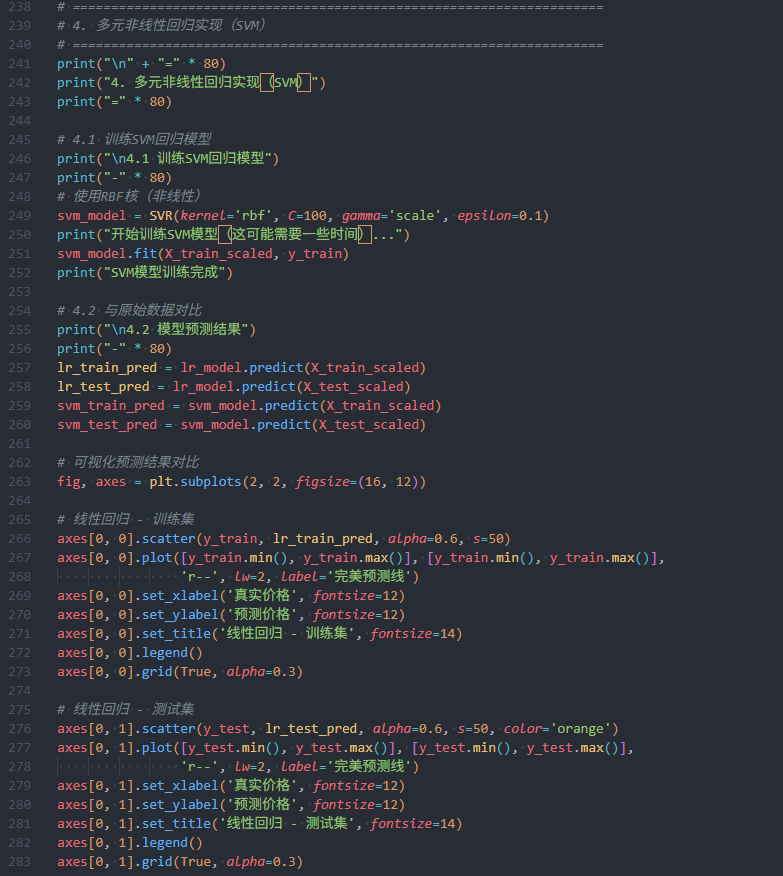 238 # =====================================================================
239 # 4. 多元非线性回归实现（SVM）
240 # =====================================================================
241 print("\n" + "=" * 80)
242 print("4. 多元非线性回归实现（SVM）")
243 print("=" * 80)
244
245 # 4.1 训练SVM回归模型
246 print("\n4.1 训练SVM回归模型")
247 print("-" * 80)
248 # 使用RBF核（非线性）
249 svm_model = SVR(kernel='rbf', C=100, gamma='scale', epsilon=0.1)
250 print("开始训练SVM模型（这可能需要一些时间）...")
251 svm_model.fit(X_train_scaled, y_train)
252 print("SVM模型训练完成")
253
254 # 4.2 与原始数据对比
255 print("\n4.2 模型预测结果")
256 print("-" * 80)
257 lr_train_pred = lr_model.predict(X_train_scaled)
258 lr_test_pred = lr_model.predict(X_test_scaled)
259 svm_train_pred = svm_model.predict(X_train_scaled)
260 svm_test_pred = svm_model.predict(X_test_scaled)
261
262 # 可视化预测结果对比
263 fig, axes = plt.subplots(2, 2, figsize=(16, 12))
264
265 # 线性回归 - 训练集
266 axes[0, 0].scatter(y_train, lr_train_pred, alpha=0.6, s=50)
267 axes[0, 0].plot([y_train.min(), y_train.max()], [y_train.min(), y_train.max()],
268                 'r--', lw=2, label='完美预测线')
269 axes[0, 0].set_xlabel('真实价格', fontsize=12)
270 axes[0, 0].set_ylabel('预测价格', fontsize=12)
271 axes[0, 0].set_title('线性回归 - 训练集', fontsize=14)
272 axes[0, 0].legend()
273 axes[0, 0].grid(True, alpha=0.3)
274
275 # 线性回归 - 测试集
276 axes[0, 1].scatter(y_test, lr_test_pred, alpha=0.6, s=50, color='orange')
277 axes[0, 1].plot([y_test.min(), y_test.max()], [y_test.min(), y_test.max()],
278                 'r--', lw=2, label='完美预测线')
279 axes[0, 1].set_xlabel('真实价格', fontsize=12)
280 axes[0, 1].set_ylabel('预测价格', fontsize=12)
281 axes[0, 1].set_title('线性回归 - 测试集', fontsize=14)
282 axes[0, 1].legend()
283 axes[0, 1].grid(True, alpha=0.3)